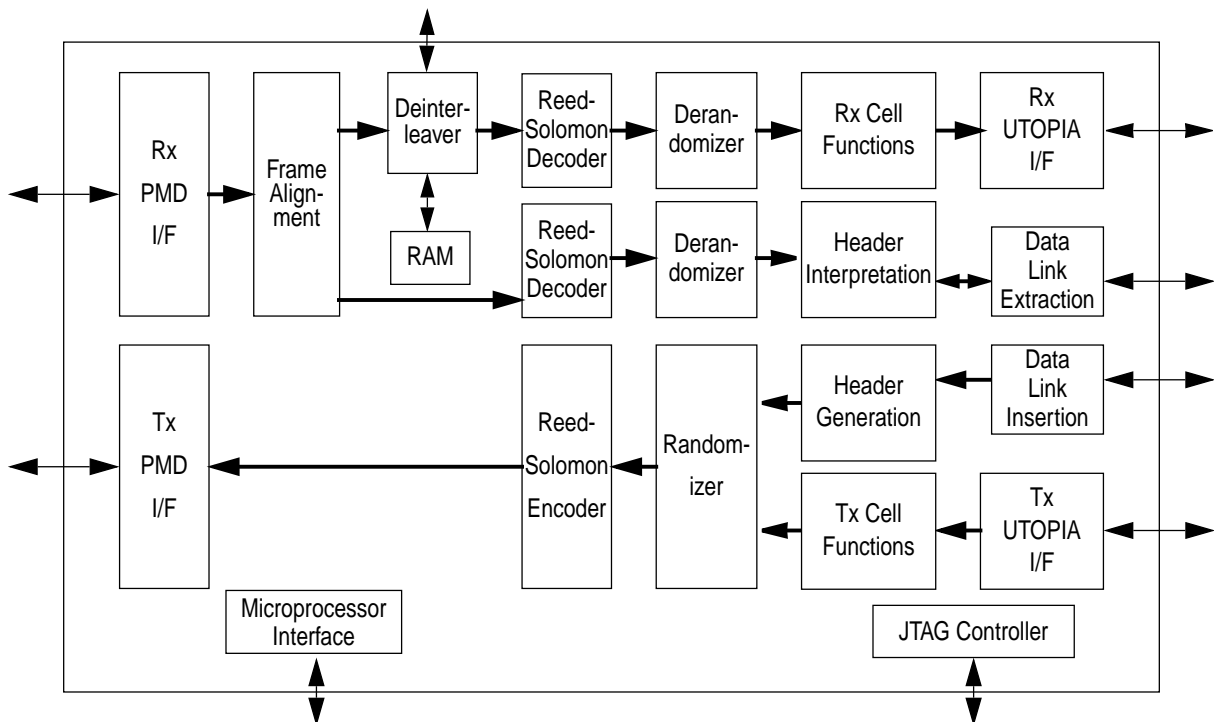 Rx
PMD
I/F
Frame
Align-
ment
Deinter-
leaver
RAM
Reed-
Solomon
Decoder
Deran-
domizer
Rx Cell
Functions
Rx
UTOPIA
I/F
Reed-
Solomon
Decoder
Deran-
domizer
Header
Interpretation
Data
Link
Extraction
Tx
PMD
I/F
Reed-
Solomon
Encoder
Random-
izer
Header
Generation
Data
Link
Insertion
Tx Cell
Functions
Tx
UTOPIA
I/F
Microprocessor
Interface
JTAG Controller